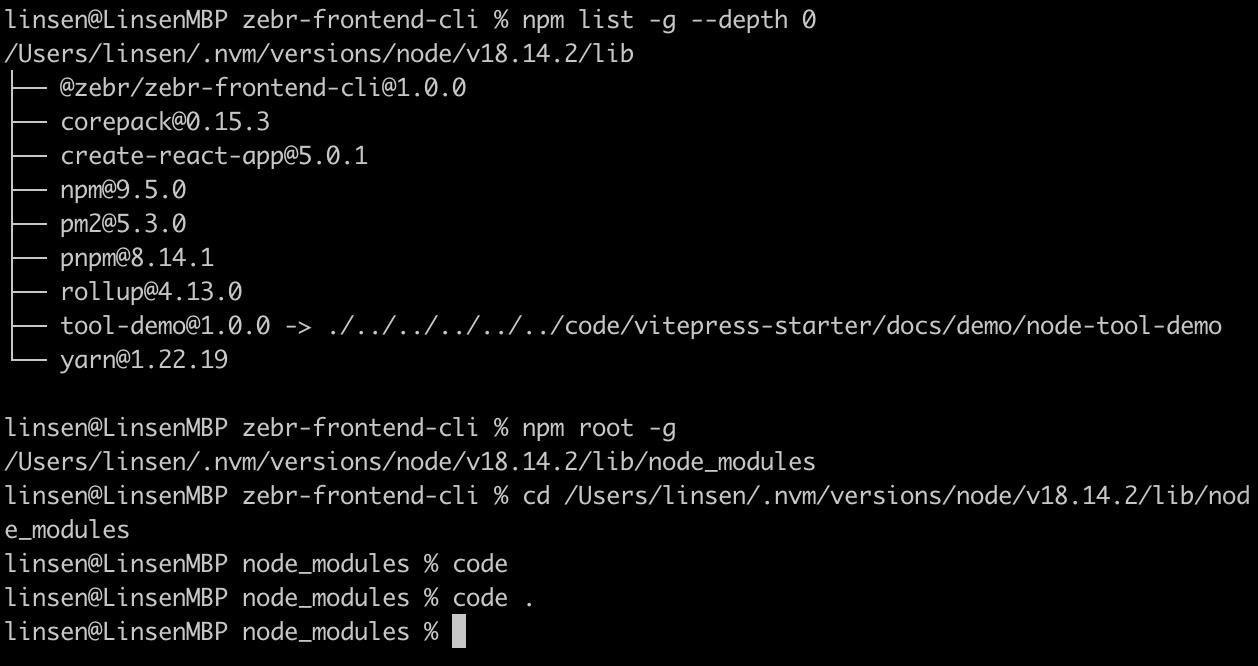 linsen@LinsenMBP zebr-frontend-cli % npm list -g --depth 0
/Users/linsen/.nvm/versions/node/v18.14.2/lib
├── @zebr/zebr-frontend-cli@1.0.0
├── corepack@0.15.3
├── create-react-app@5.0.1
├── npm@9.5.0
├── pm2@5.3.0
├── pnpm@8.14.1
├── rollup@4.13.0
├── tool-demo@1.0.0 -> ./../../../../../code/vitepress-starter/docs/demo/node-tool-demo
└── yarn@1.22.19
linsen@LinsenMBP zebr-frontend-cli % npm root -g
/Users/linsen/.nvm/versions/node/v18.14.2/lib/node_modules
linsen@LinsenMBP zebr-frontend-cli % cd /Users/linsen/.nvm/versions/node/v18.14.2/lib/nod
e_modules
linsen@LinsenMBP node_modules % code
linsen@LinsenMBP node_modules % code .
linsen@LinsenMBP node_modules %